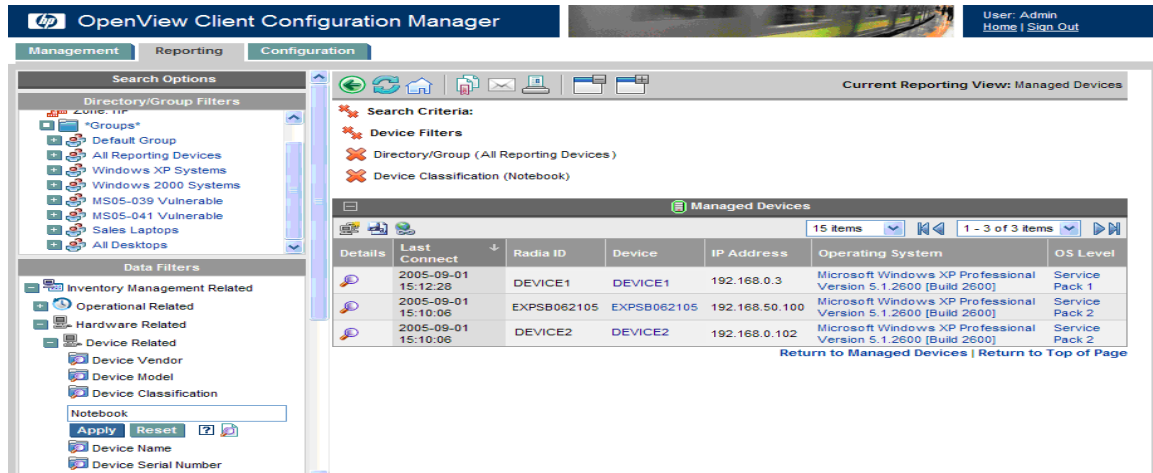 hp OpenView Client Configuration Manager
User: Admin
Home | Sign Out
Management Reporting Configuration
Search Options
Directory/Group Filters
Zone: HP
*Groups*
Default Group
All Reporting Devices
Windows XP Systems
Windows 2000 Systems
MS05-039 Vulnerable
MS05-041 Vulnerable
Sales Laptops
All Desktops
Data Filters
Inventory Management Related
Operational Related
Hardware Related
Device Related
Device Vendor
Device Model
Device Classification
Notebook
Apply Reset ?
Device Name
Device Serial Number
Current Reporting View: Managed Devices
Search Criteria:
Device Filters
Directory/Group (All Reporting Devices)
Device Classification (Notebook)
Managed Devices
15 items 1 - 3 of 3 items
Details Last Connect Radia ID Device IP Address Operating System OS Level
2005-09-01 15:12:28 DEVICE1 DEVICE1 192.168.0.3 Microsoft Windows XP Professional Version 5.1.2600 [Build 2600] Service Pack 1
2005-09-01 15:10:06 EXPSB062105 EXPSB062105 192.168.50.100 Microsoft Windows XP Professional Version 5.1.2600 [Build 2600] Service Pack 2
2005-09-01 15:10:06 DEVICE2 DEVICE2 192.168.0.102 Microsoft Windows XP Professional Version 5.1.2600 [Build 2600] Service Pack 2
Return to Managed Devices | Return to Top of Page